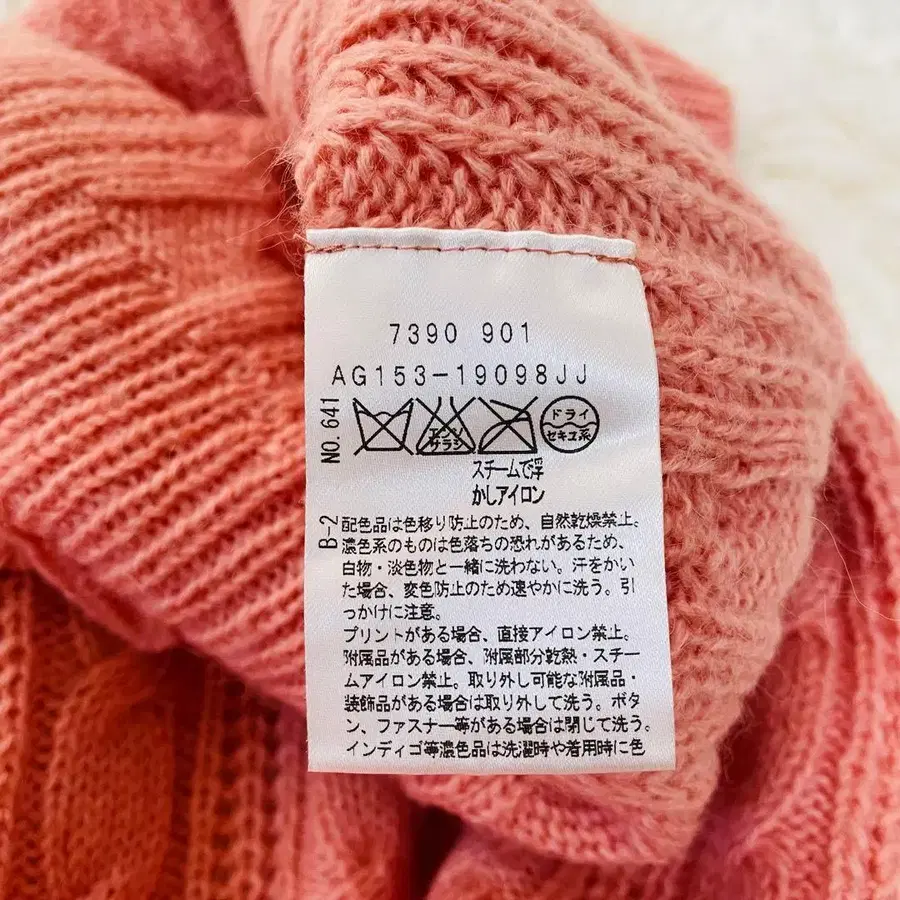 7390 901
AG153-19098JJ
NO. 641
エンソ
サラシ
ドライ
セキユ系
スチームで浮
かしアイロン
B-2
配色品は色移り防止のため、自然乾燥禁止。
濃色系のものは色落ちの恐れがあるため、
白物・淡色物と一緒に洗わない。汗をかい
た場合、変色防止のため速やかに洗う。引
っかけに注意。
プリントがある場合、直接アイロン禁止。
附属品がある場合、附属部分乾熱・スチー
ムアイロン禁止。取り外し可能な附属品・
装飾品がある場合は取り外して洗う。ボタ
ン、ファスナー等がある場合は閉じて洗う。
インディゴ等濃色品は洗濯時や着用時に色